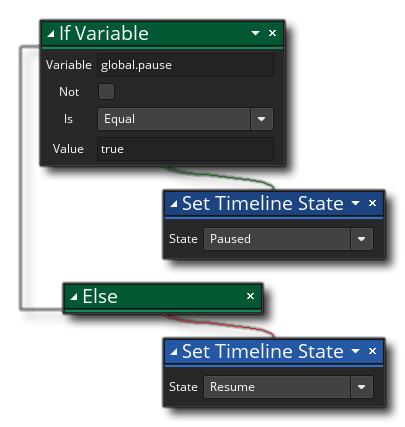 If Variable
Variable global.pause
Not
Is Equal
Value true
Set Timeline State
State Paused
Else
Set Timeline State
State Resume